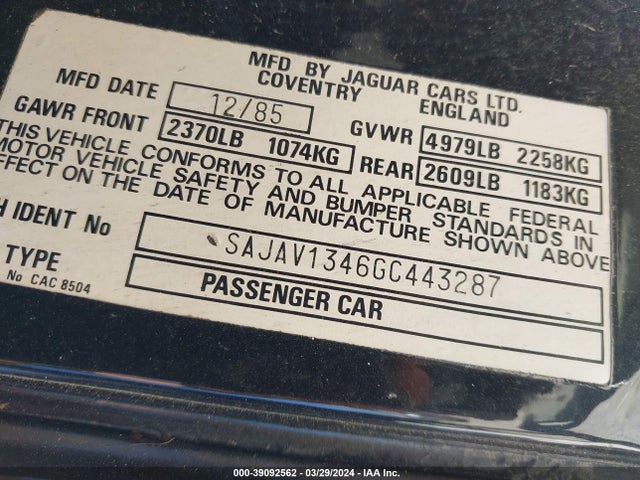 MFD BY JAGUAR CARS LTD.
COVENTRY ENGLAND
MFD DATE 12/85
GVWR 4979LB 2258KG
GAWR FRONT 2370LB 1074KG REAR 2609LB 1183KG
THIS VEHICLE CONFORMS TO ALL APPLICABLE FEDERAL
MOTOR VEHICLE SAFETY AND BUMPER STANDARDS IN
EFFECT ON THE DATE OF MANUFACTURE SHOWN ABOVE
H IDENT No SAJAV1346GC443287
TYPE PASSENGER CAR
No CAC 8504
000-39092562 - 03/29/2024 - IAA Inc.